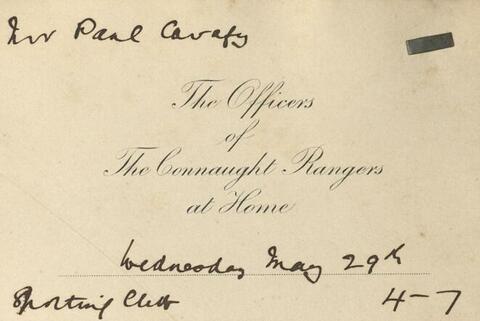 Mr Paul Cavafy
The Officers
of
The Connaught Rangers
at Home
Wednesday May 29th
Sporting Club 4-7